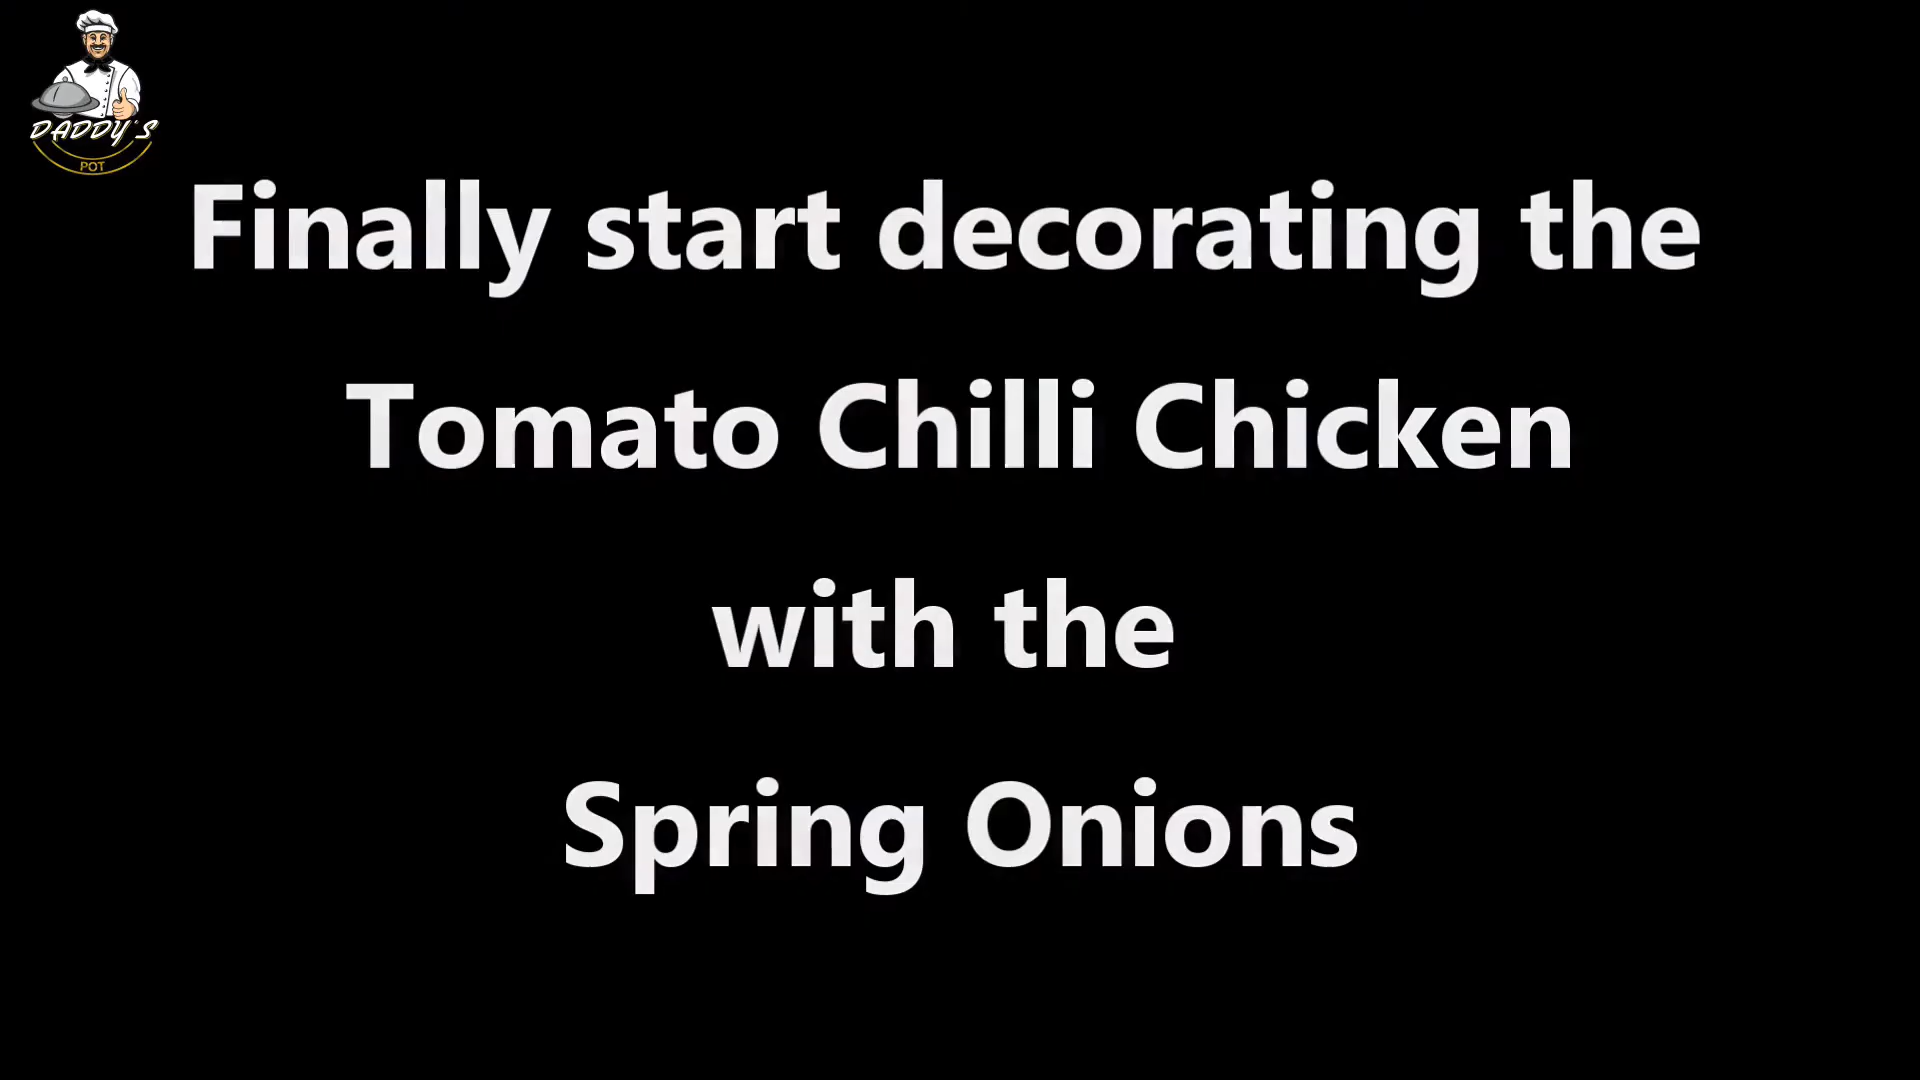 DADDY'S
POT
Finally start decorating the
Tomato Chilli Chicken
with the
Spring Onions